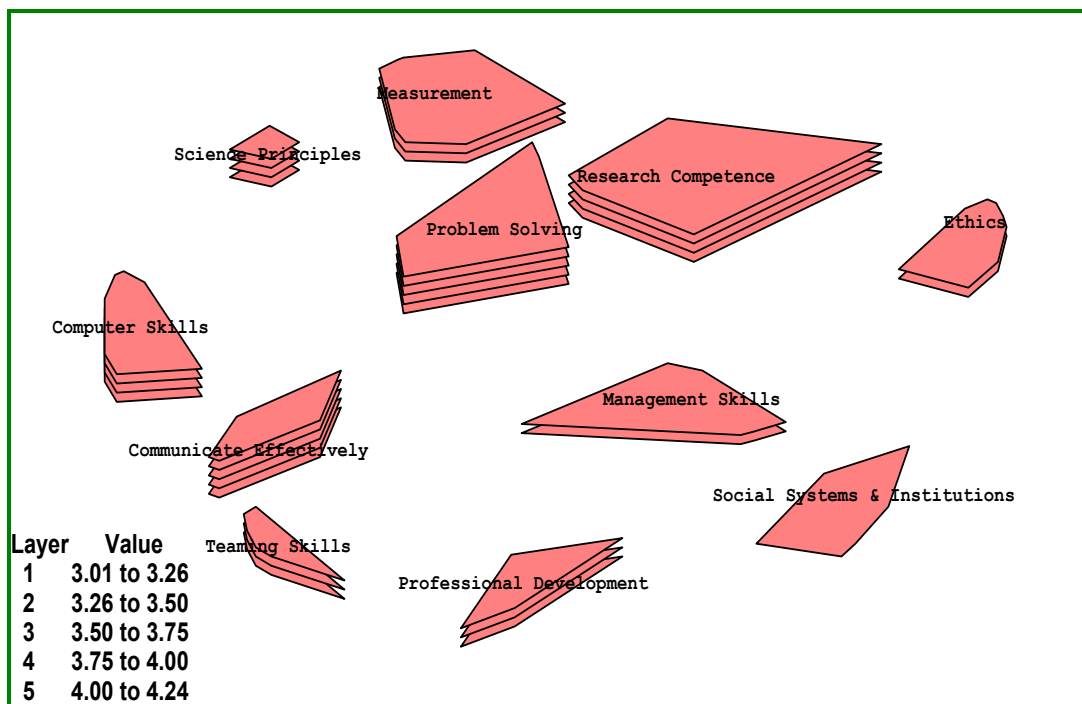 Measurement
Science Principles
Research Competence
Ethics
Problem Solving
Computer Skills
Management Skills
Communicate Effectively
Social Systems & Institutions
Teaming Skills
Professional Development
Layer Value
1 3.01 to 3.26
2 3.26 to 3.50
3 3.50 to 3.75
4 3.75 to 4.00
5 4.00 to 4.24